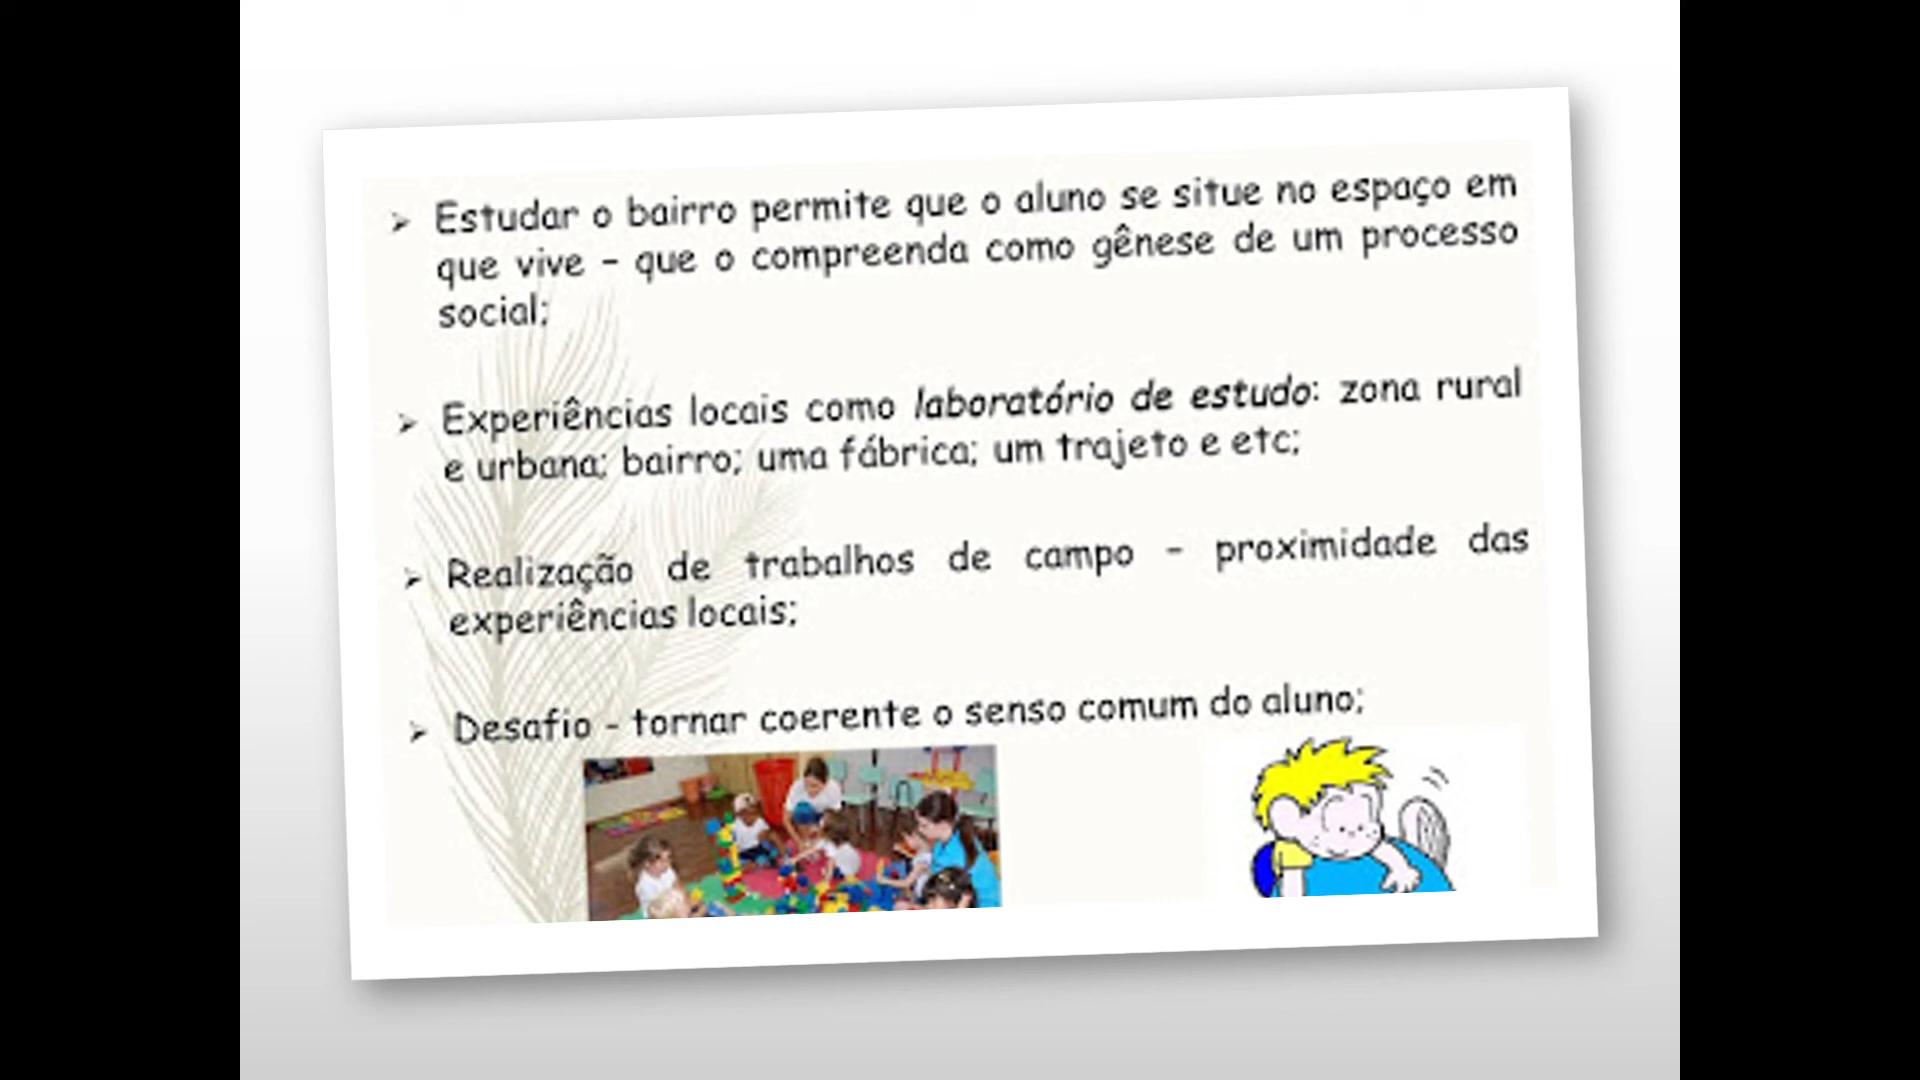 ➢ Estudar o bairro permite que o aluno se situe no espaço em
que vive – que o compreenda como gênese de um processo
social;
➢ Experiências locais como laboratório de estudo: zona rural
e urbana; bairro; uma fábrica; um trajeto e etc;
➢ Realização de trabalhos de campo – proximidade das
experiências locais;
➢ Desafio - tornar coerente o senso comum do aluno;